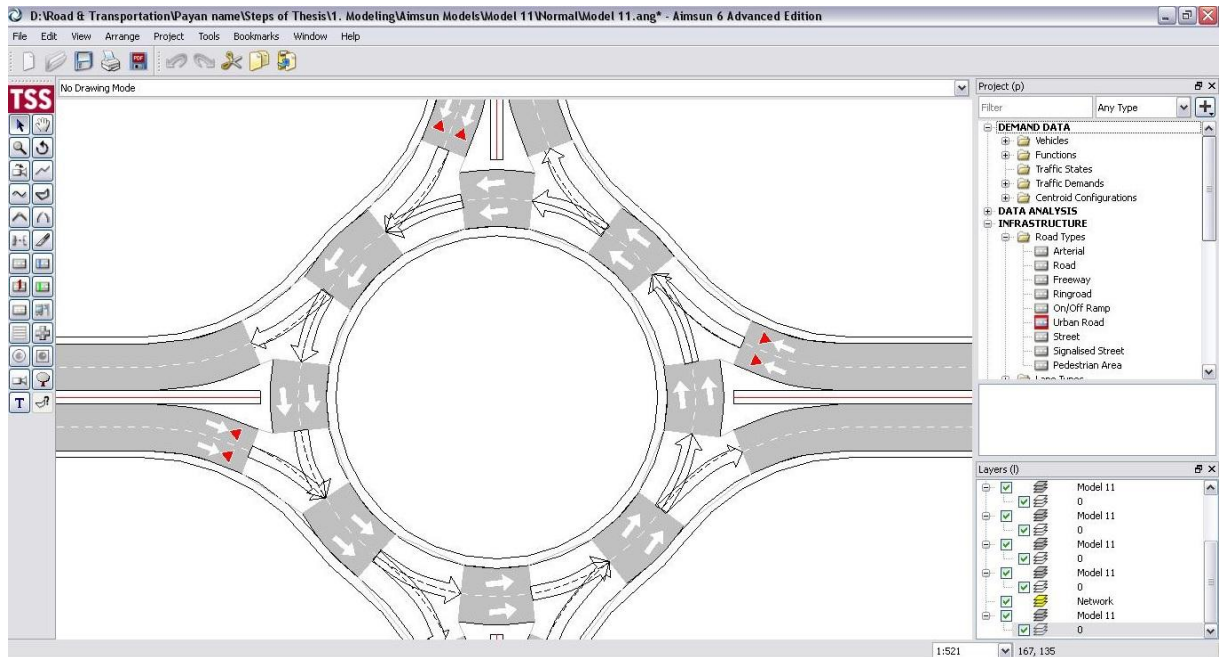 D:\Road & Transportation\Payan name\Steps of Thesis\1. Modeling\Aimsun Models\Model 11\Normal\Model 11.ang* - Aimsun 6 Advanced Edition
File Edit View Arrange Project Tools Bookmarks Window Help
TSS
No Drawing Mode
T
Project (p)
Filter Any Type
DEMAND DATA
Vehicles
Functions
Traffic States
Traffic Demands
Centroid Configurations
DATA ANALYSIS
INFRASTRUCTURE
Road Types
Arterial
Road
Freeway
Ringroad
On/Off Ramp
Urban Road
Street
Signalised Street
Pedestrian Area
Lane Types
Layers (l)
Model 11
0
Model 11
0
Model 11
0
Model 11
0
Network
Model 11
0
1:521 167, 135